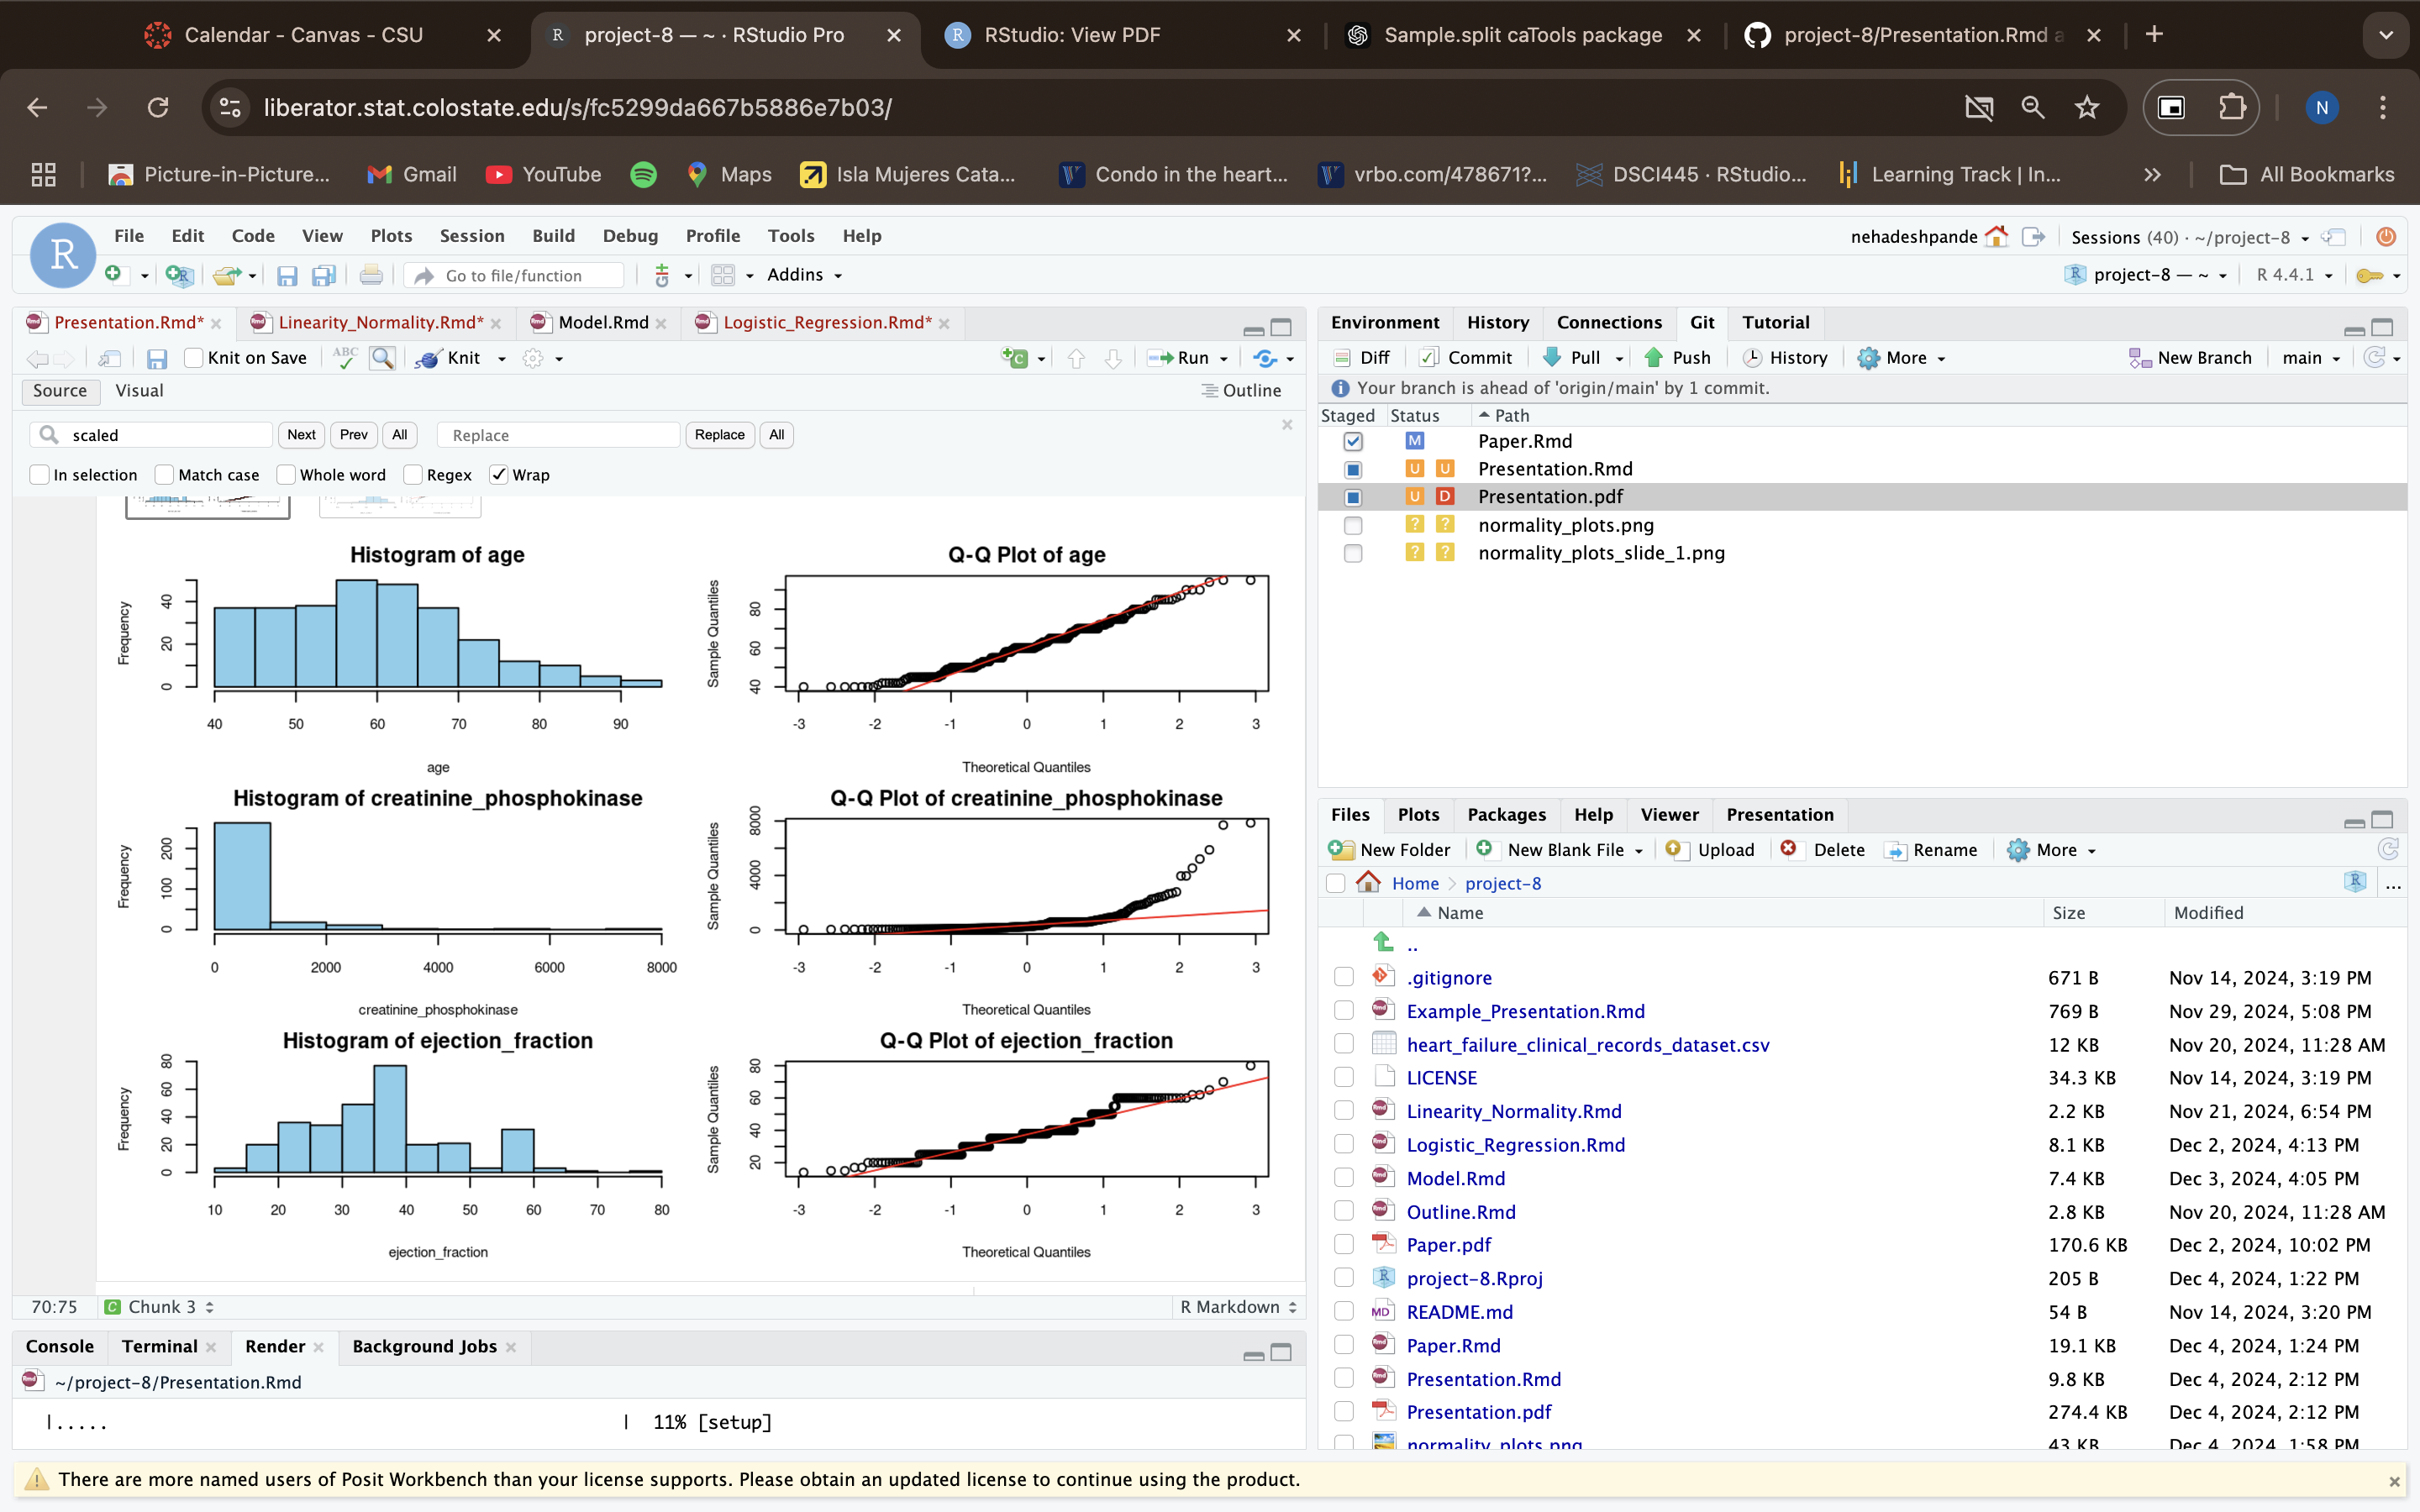 Calendar - Canvas - CSU
project-8 — ~ · RStudio Pro
RStudio: View PDF
Sample.split caTools package
project-8/Presentation.Rmd a
liberator.stat.colostate.edu/s/fc5299da667b5886e7b03/
N
Picture-in-Picture...
Gmail
YouTube
Maps
Isla Mujeres Cata...
Condo in the heart...
vrbo.com/478671?...
DSCI445 · RStudio...
Learning Track | In...
All Bookmarks
R
File Edit Code View Plots Session Build Debug Profile Tools Help
nehadeshpande
Sessions (40) · ~/project-8
Go to file/function
Addins
project-8 — ~
R 4.4.1
Presentation.Rmd*
Linearity_Normality.Rmd*
Model.Rmd
Logistic_Regression.Rmd*
Knit on Save
ABC
Knit
Run
Source
Visual
Outline
scaled
Next
Prev
All
Replace
Replace
All
In selection
Match case
Whole word
Regex
Wrap
Histogram of age
Frequency
0 20 40
40 50 60 70 80 90
age
Q-Q Plot of age
Sample Quantiles
40 60 80
-3 -2 -1 0 1 2 3
Theoretical Quantiles
Histogram of creatinine_phosphokinase
Frequency
0 100 200
0 2000 4000 6000 8000
creatinine_phosphokinase
Q-Q Plot of creatinine_phosphokinase
Sample Quantiles
0 4000 8000
-3 -2 -1 0 1 2 3
Theoretical Quantiles
Histogram of ejection_fraction
Frequency
0 20 40 60 80
10 20 30 40 50 60 70 80
ejection_fraction
Q-Q Plot of ejection_fraction
Sample Quantiles
20 40 60 80
-3 -2 -1 0 1 2 3
Theoretical Quantiles
70:75
C Chunk 3
R Markdown
Console
Terminal
Render
Background Jobs
~/project-8/Presentation.Rmd
|..... | 11% [setup]
Environment History Connections Git Tutorial
Diff
Commit
Pull
Push
History
More
New Branch
main
Your branch is ahead of 'origin/main' by 1 commit.
Staged Status Path
M Paper.Rmd
U U Presentation.Rmd
U D Presentation.pdf
? ? normality_plots.png
? ? normality_plots_slide_1.png
Files Plots Packages Help Viewer Presentation
New Folder
New Blank File
Upload
Delete
Rename
More
Home
project-8
...
Name Size Modified
..
.gitignore 671 B Nov 14, 2024, 3:19 PM
Example_Presentation.Rmd 769 B Nov 29, 2024, 5:08 PM
heart_failure_clinical_records_dataset.csv 12 KB Nov 20, 2024, 11:28 AM
LICENSE 34.3 KB Nov 14, 2024, 3:19 PM
Linearity_Normality.Rmd 2.2 KB Nov 21, 2024, 6:54 PM
Logistic_Regression.Rmd 8.1 KB Dec 2, 2024, 4:13 PM
Model.Rmd 7.4 KB Dec 3, 2024, 4:05 PM
Outline.Rmd 2.8 KB Nov 20, 2024, 11:28 AM
Paper.pdf 170.6 KB Dec 2, 2024, 10:02 PM
project-8.Rproj 205 B Dec 4, 2024, 1:22 PM
README.md 54 B Nov 14, 2024, 3:20 PM
Paper.Rmd 19.1 KB Dec 4, 2024, 1:24 PM
Presentation.Rmd 9.8 KB Dec 4, 2024, 2:12 PM
Presentation.pdf 274.4 KB Dec 4, 2024, 2:12 PM
normality_plots.png 43 KB Dec 4, 2024, 1:58 PM
There are more named users of Posit Workbench than your license supports. Please obtain an updated license to continue using the product.